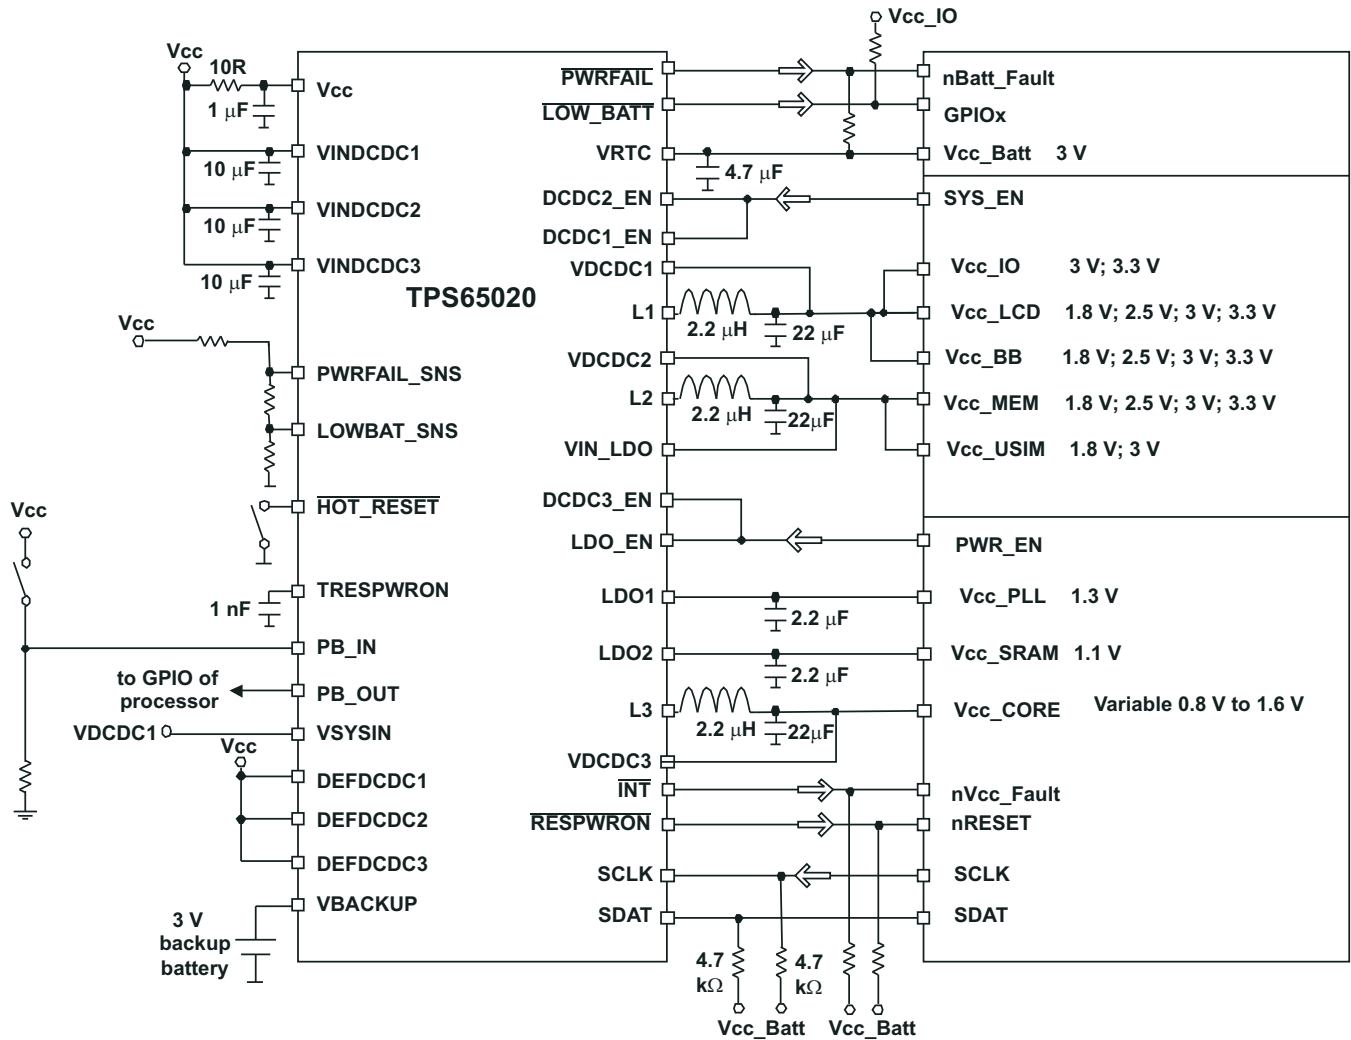 Vcc_IO
Vcc
10R
1 μF
Vcc
PWRFAIL
nBatt_Fault
LOW_BATT
GPIOx
10 μF
VINDCDC1
VRTC
4.7 μF
Vcc_Batt 3 V
10 μF
VINDCDC2
DCDC2_EN
SYS_EN
DCDC1_EN
10 μF
VINDCDC3
VDCDC1
Vcc_IO 3 V; 3.3 V
TPS65020
L1
2.2 μH
22 μF
Vcc_LCD 1.8 V; 2.5 V; 3 V; 3.3 V
Vcc
VDCDC2
Vcc_BB 1.8 V; 2.5 V; 3 V; 3.3 V
PWRFAIL_SNS
L2
2.2 μH
22μF
Vcc_MEM 1.8 V; 2.5 V; 3 V; 3.3 V
LOWBAT_SNS
VIN_LDO
Vcc_USIM 1.8 V; 3 V
HOT_RESET
DCDC3_EN
Vcc
LDO_EN
PWR_EN
TRESPWRON
1 nF
LDO1
2.2 μF
Vcc_PLL 1.3 V
PB_IN
LDO2
2.2 μF
Vcc_SRAM 1.1 V
to GPIO of
processor
PB_OUT
L3
2.2 μH
22μF
Vcc_CORE Variable 0.8 V to 1.6 V
VDCDC1
VSYSIN
Vcc
VDCDC3
DEFDCDC1
INT
nVcc_Fault
DEFDCDC2
RESPWRON
nRESET
DEFDCDC3
SCLK
SCLK
VBACKUP
SDAT
SDAT
3 V
backup
battery
4.7
kΩ
4.7
kΩ
Vcc_Batt
Vcc_Batt